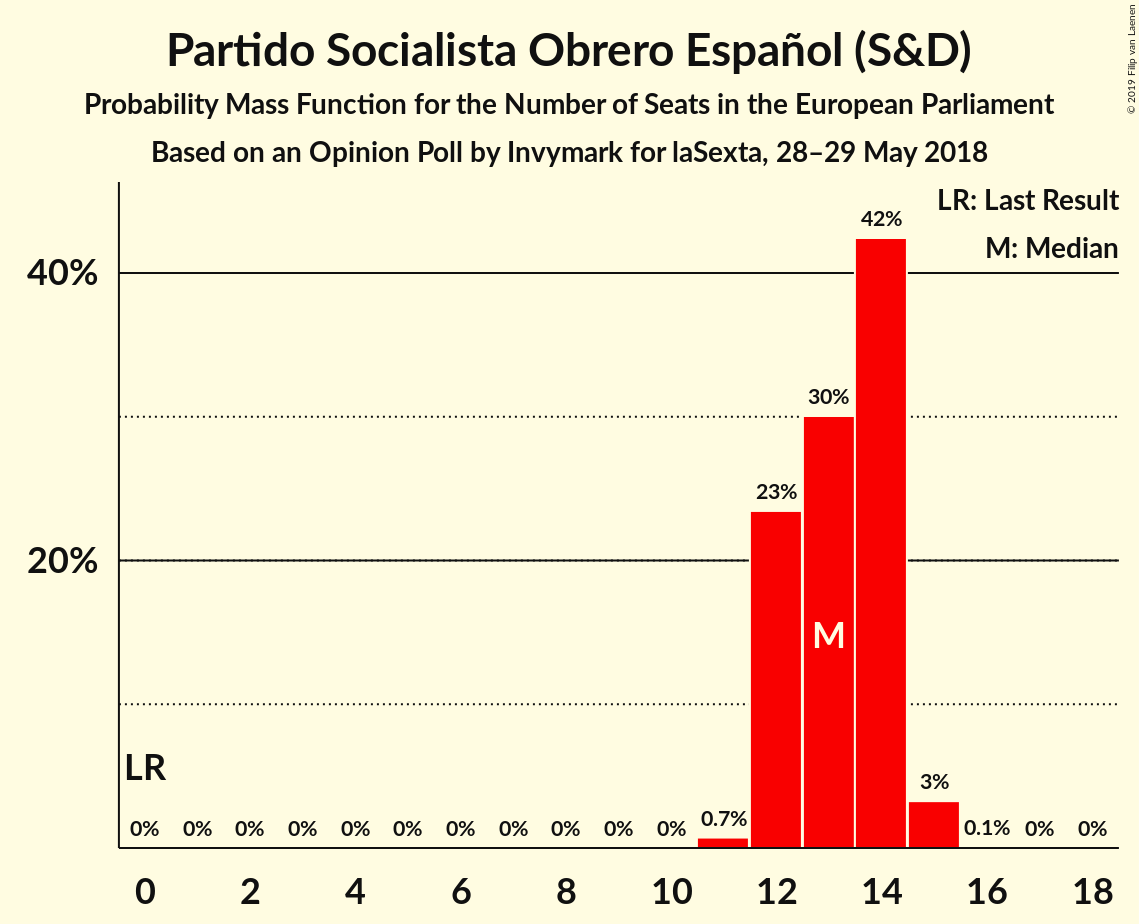 Partido Socialista Obrero Español (S&D)
Probability Mass Function for the Number of Seats in the European Parliament
Based on an Opinion Poll by Invymark for laSexta, 28–29 May 2018
© 2019 Filip van Laenen
LR: Last Result
M: Median
40%
20%
42%
30%
23%
M
LR
0% 0% 0% 0% 0% 0% 0% 0% 0% 0% 0% 0.7% 3% 0.1% 0% 0%
0 2 4 6 8 10 12 14 16 18